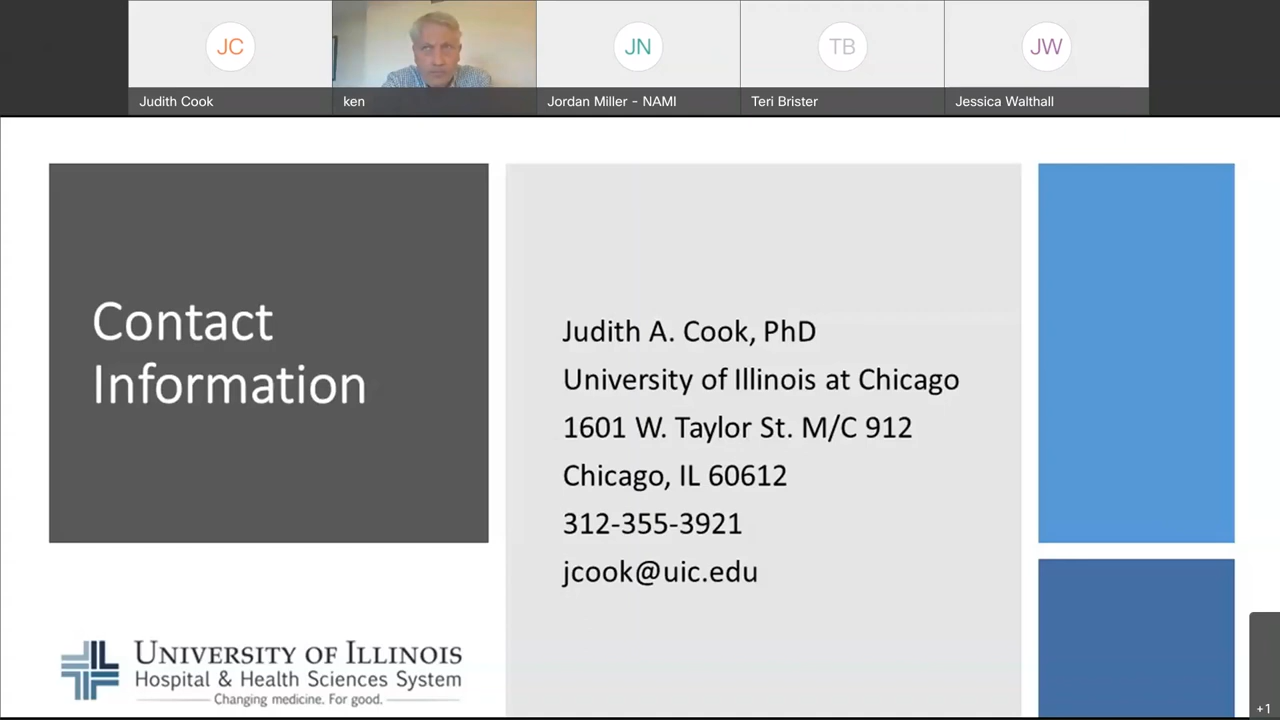 JC
JN
TB
JW
Judith Cook
ken
Jordan Miller - NAMI
Teri Brister
Jessica Walthall
Contact
Information
Judith A. Cook, PhD
University of Illinois at Chicago
1601 W. Taylor St. M/C 912
Chicago, IL 60612
312-355-3921
jcook@uic.edu
UNIVERSITY OF ILLINOIS
Hospital & Health Sciences System
Changing medicine. For good.
+1